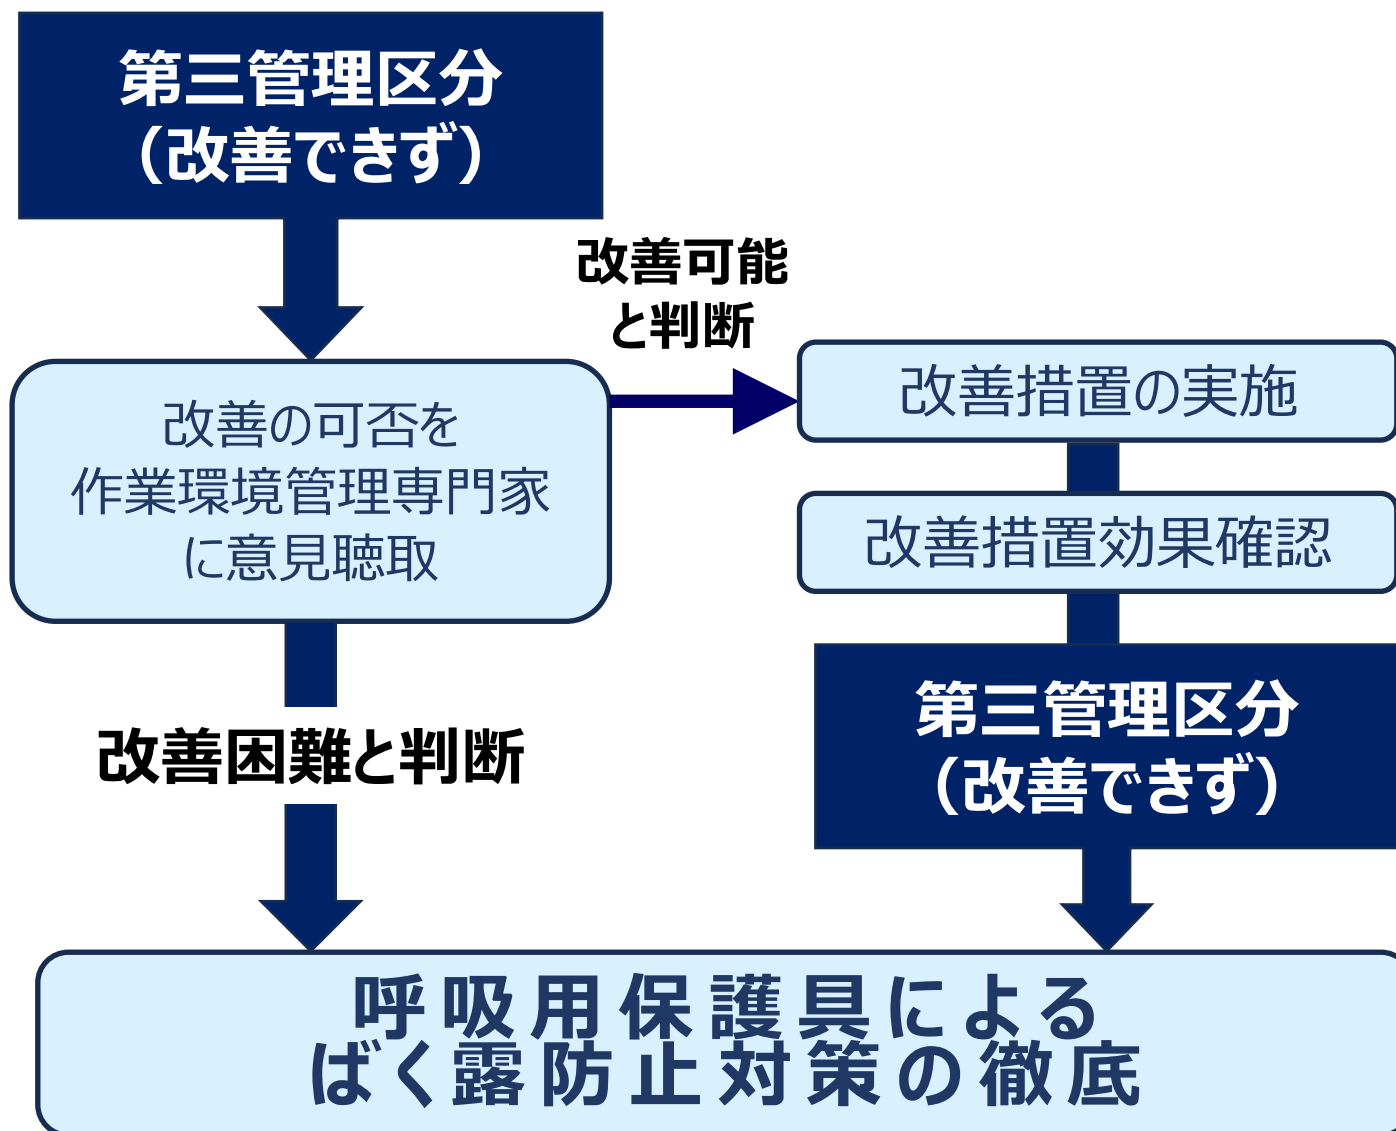 第三管理区分
（改善できず）
改善可能
と判断
改善の可否を
作業環境管理専門家
に意見聴取
改善措置の実施
改善措置効果確認
第三管理区分
（改善できず）
改善困難と判断
呼吸用保護具による
ばく露防止対策の徹底